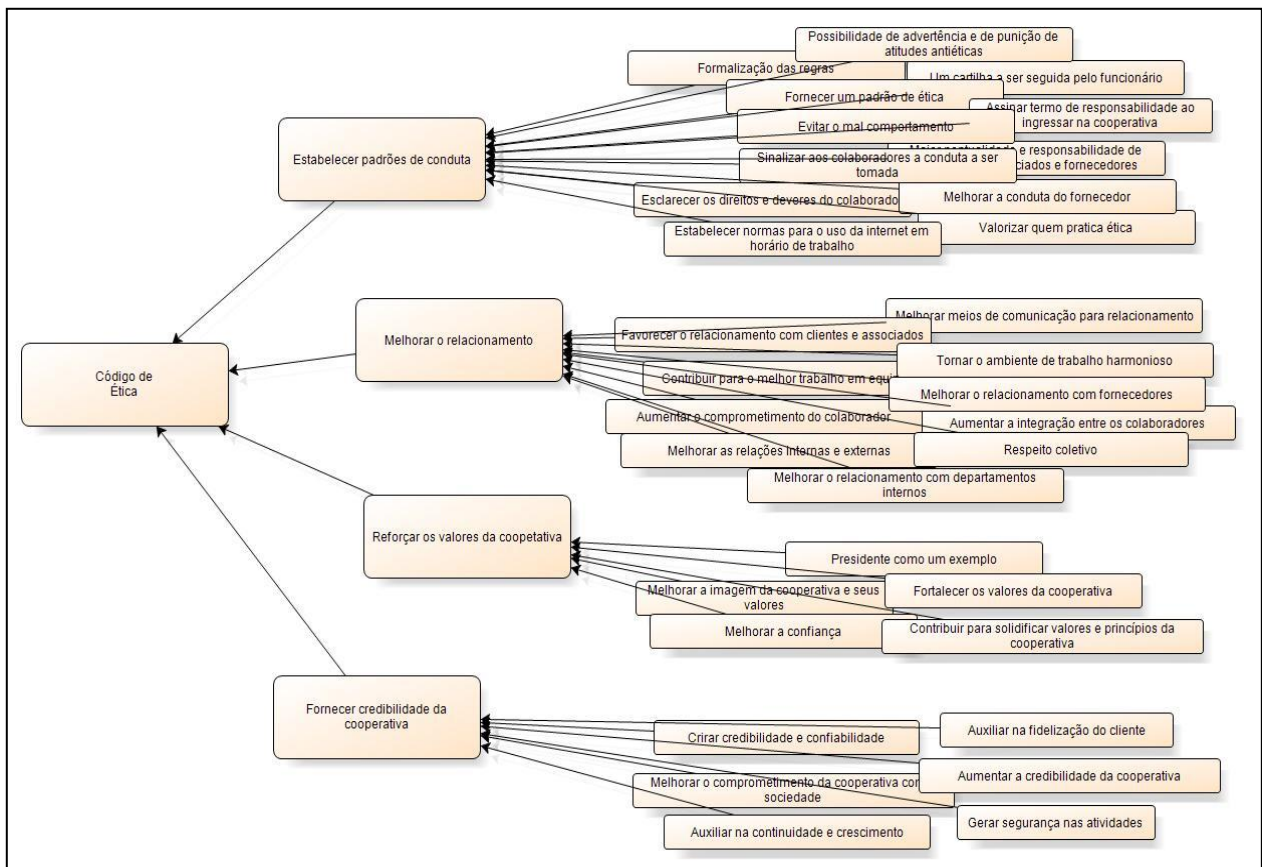 Possibilidade de advertência e de punição de
atitudes antiéticas
Formalização das regras
Um cartilha a ser seguida pelo funcionário
Fornecer um padrão de ética
Assinar termo de responsabilidade ao
ingressar na cooperativa
Evitar o mal comportamento
e responsabilidade de
e fornecedores
Estabelecer padrões de conduta
Sinalizar aos colaboradores a conduta a ser
tomada
Esclarecer os direitos e deveres do
Melhorar a conduta do fornecedor
Estabelecer normas para o uso da internet em
horário de trabalho
Valorizar quem pratica ética
Melhorar o relacionamento
Melhorar meios de comunicação para relacionamento
Favorecer o relacionamento com clientes e associados
Tornar o ambiente de trabalho harmonioso
Contribuir para o melhor trabalho em
Melhorar o relacionamento com fornecedores
Aumentar o comprometimento do colaborador
Aumentar a integração entre os colaboradores
Melhorar as relações internas e externas
Respeito coletivo
Melhorar o relacionamento com departamentos
internos
Código de
Ética
Reforçar os valores da coopetativa
Presidente como um exemplo
Melhorar a imagem da cooperativa e seus
valores
Fortalecer os valores da cooperativa
Melhorar a confiança
Contribuir para solidificar valores e princípios da
cooperativa
Fornecer credibilidade da
cooperativa
Crirar credibilidade e confiabilidade
Auxiliar na fidelização do cliente
Melhorar o comprometimento da cooperativa
sociedade
Aumentar a credibilidade da cooperativa
Auxiliar na continuidade e crescimento
Gerar segurança nas atividades